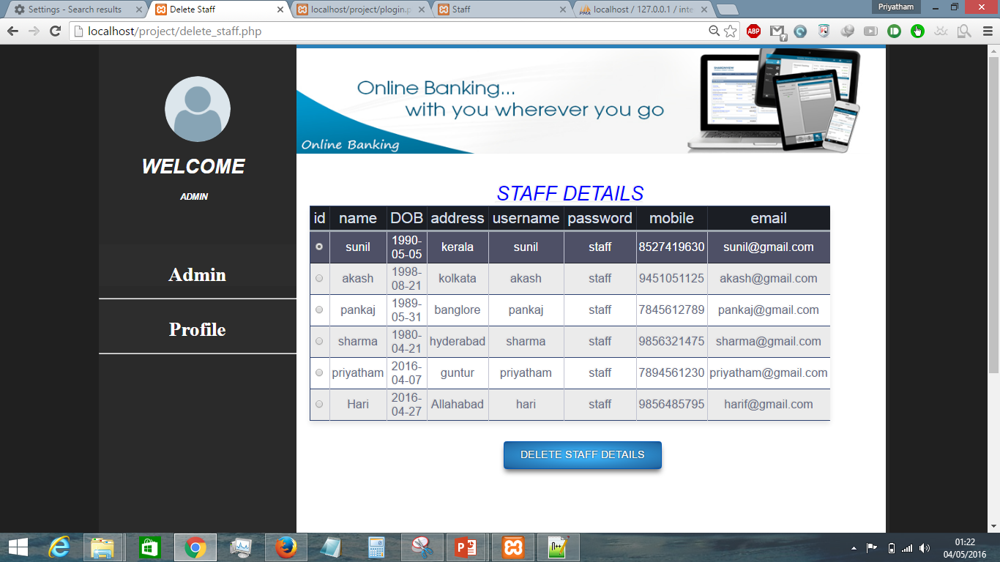 Settings - Search results
Delete Staff
localhost/project/plogin.p
Staff
localhost / 127.0.0.1 / inte
Priyatham
localhost/project/delete_staff.php
ABP
Online Banking...
with you wherever you go
Online Banking
WELCOME
ADMIN
Admin
Profile
STAFF DETAILS
id name DOB address username password mobile email
sunil 1990-05-05 kerala sunil staff 8527419630 sunil@gmail.com
akash 1998-08-21 kolkata akash staff 9451051125 akash@gmail.com
pankaj 1989-05-31 banglore pankaj staff 7845612789 pankaj@gmail.com
sharma 1980-04-21 hyderabad sharma staff 9856321475 sharma@gmail.com
priyatham 2016-04-07 guntur priyatham staff 7894561230 priyatham@gmail.com
Hari 2016-04-27 Allahabad hari staff 9856485795 harif@gmail.com
DELETE STAFF DETAILS
01:22
04/05/2016